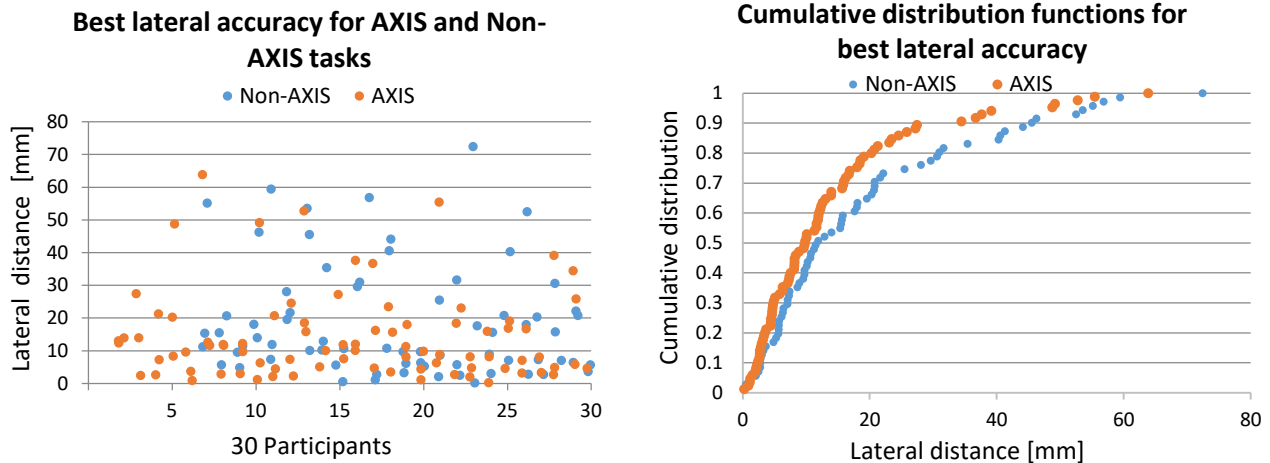 Best lateral accuracy for AXIS and Non-
AXIS tasks
Non-AXIS AXIS
Lateral distance [mm]
80
70
60
50
40
30
20
10
0
5 10 15 20 25 30
30 Participants
Cumulative distribution functions for
best lateral accuracy
Non-AXIS AXIS
Cumulative distribution
1
0.9
0.8
0.7
0.6
0.5
0.4
0.3
0.2
0.1
0
0 20 40 60 80
Lateral distance [mm]